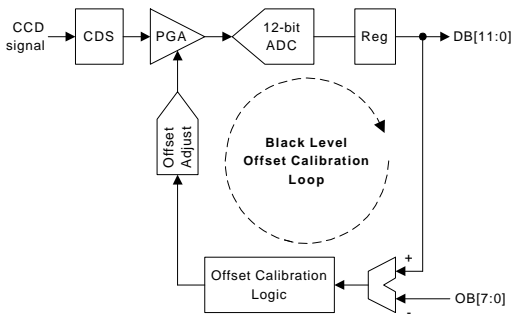 CCD
signal
CDS
PGA
12-bit
ADC
Reg
DB[11:0]
Offset
Adjust
Black Level
Offset Calibration
Loop
Offset Calibration
Logic
+
-
OB[7:0]